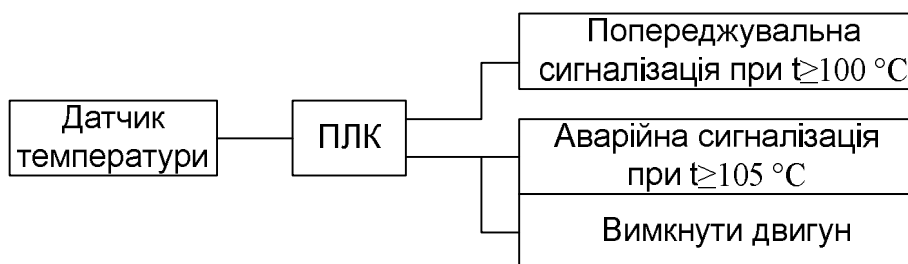 Датчик
температури
ПЛК
Попереджувальна
сигналізація при t≥100 °C
Аварійна сигналізація
при t≥105 °C
Вимкнути двигун